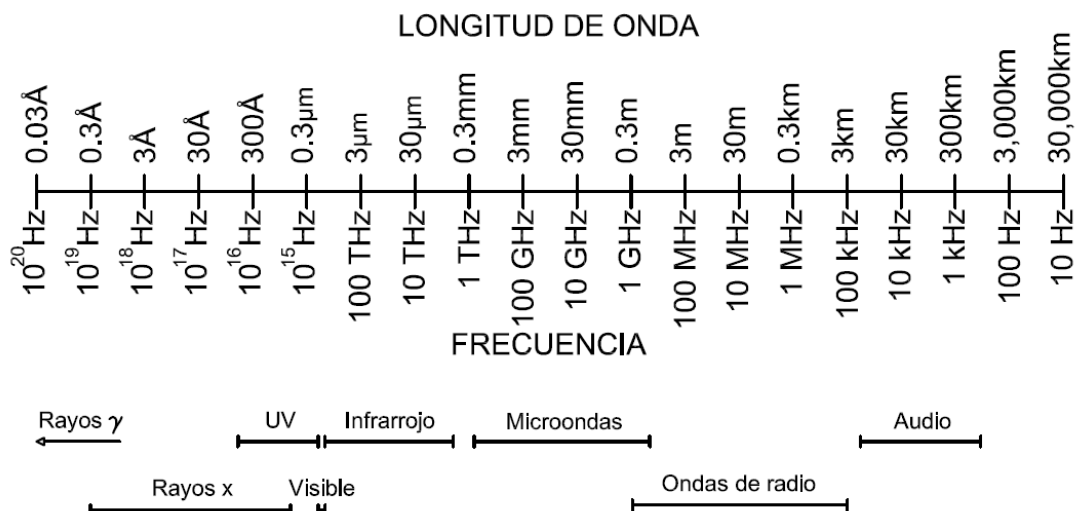 LONGITUD DE ONDA
0.03Å 0.3Å 3Å 30Å 300Å 0.3μm 3μm 30μm 0.3mm 3mm 30mm 0.3m 3m 30m 0.3km 3km 30km 300km 3,000km 30,000km
10²⁰Hz 10¹⁹Hz 10¹⁸Hz 10¹⁷Hz 10¹⁶Hz 10¹⁵Hz 100 THz 10 THz 1 THz 100 GHz 10 GHz 1 GHz 100 MHz 10 MHz 1 MHz 100 kHz 10 kHz 1 kHz 100 Hz 10 Hz
FRECUENCIA
Rayos γ UV Infrarrojo Microondas Audio
Rayos x Visible Ondas de radio